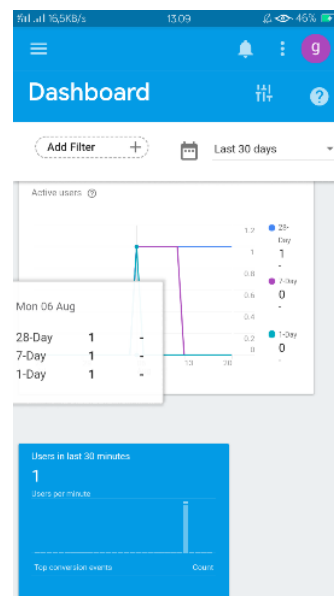 16,5KB/s 13.09 46%
g
Dashboard
Add Filter + Last 30 days
Active users
1.2
1
0.8
0.6
0.4
0.2
0
28-Day
1
-
7-Day
0
-
1-Day
0
-
13 20
Mon 06 Aug
28-Day 1 -
7-Day 1 -
1-Day 1 -
Users in last 30 minutes
1
Users per minute
Top conversion events Count